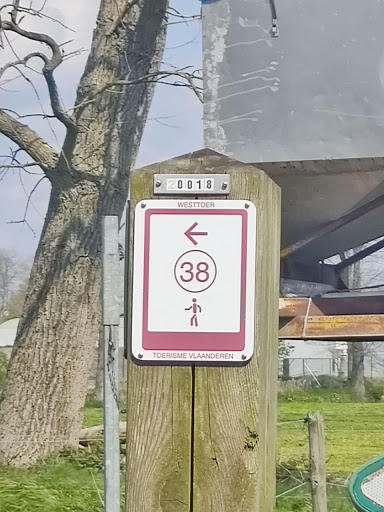 20018
WESTTOER
38
TOERISME VLAANDEREN